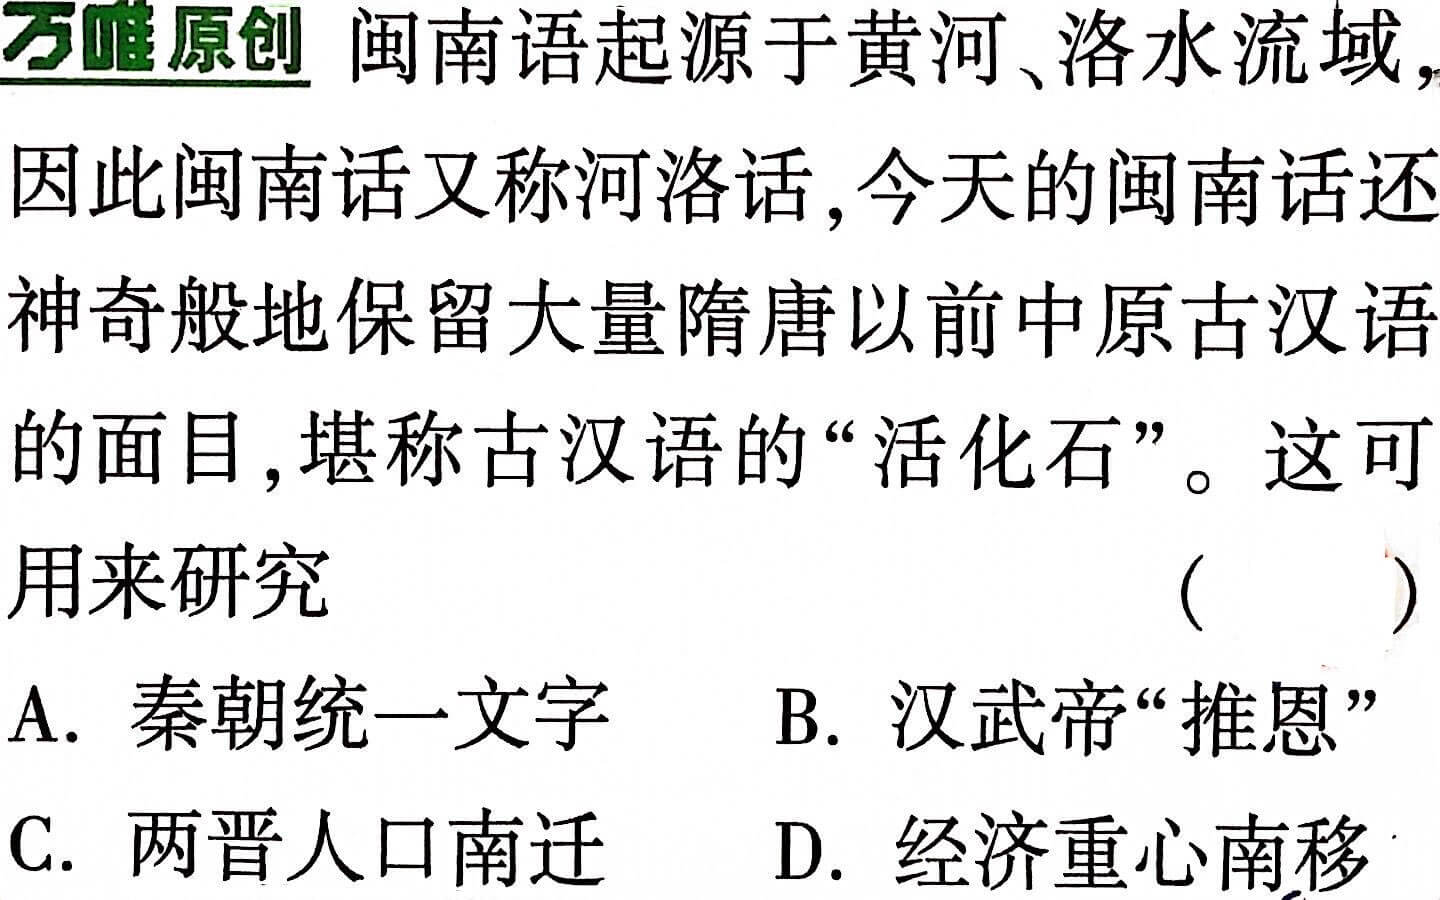 万唯原创 闽南语起源于黄河、洛水流域,
因此闽南话又称河洛话,今天的闽南话还
神奇般地保留大量隋唐以前中原古汉语
的面目,堪称古汉语的“活化石”。这可
用来研究 ( )
A. 秦朝统一文字 B. 汉武帝“推恩”
C. 两晋人口南迁 D. 经济重心南移